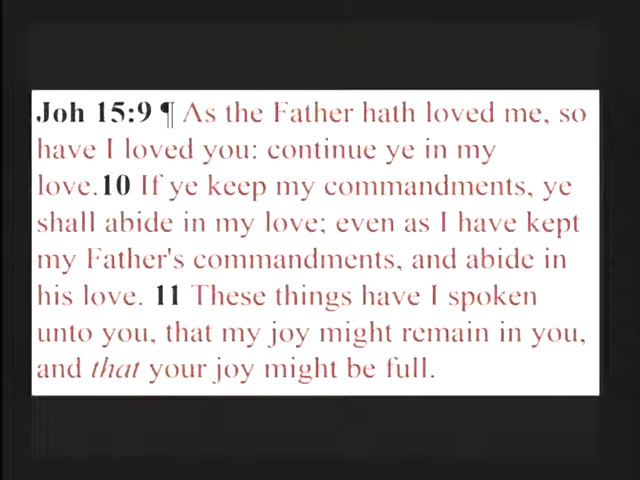 Joh 15:9 ¶ As the Father hath loved me, so
have I loved you: continue ye in my
love.10 If ye keep my commandments, ye
shall abide in my love; even as I have kept
my Father's commandments, and abide in
his love. 11 These things have I spoken
unto you, that my joy might remain in you,
and that your joy might be full.